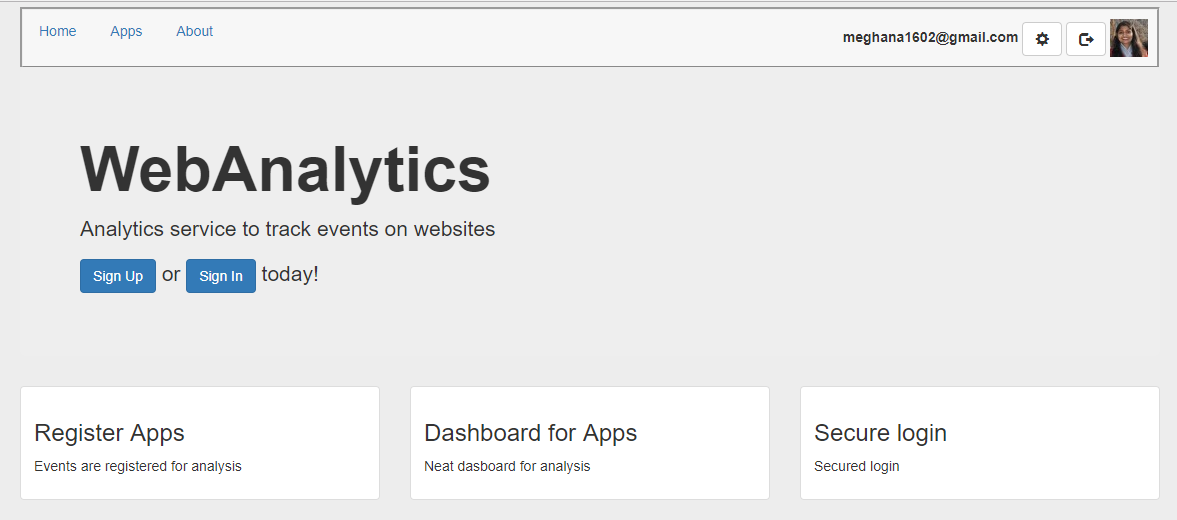 Home Apps About meghana1602@gmail.com
WebAnalytics
Analytics service to track events on websites
Sign Up or Sign In today!
Register Apps
Events are registered for analysis
Dashboard for Apps
Neat dasboard for analysis
Secure login
Secured login